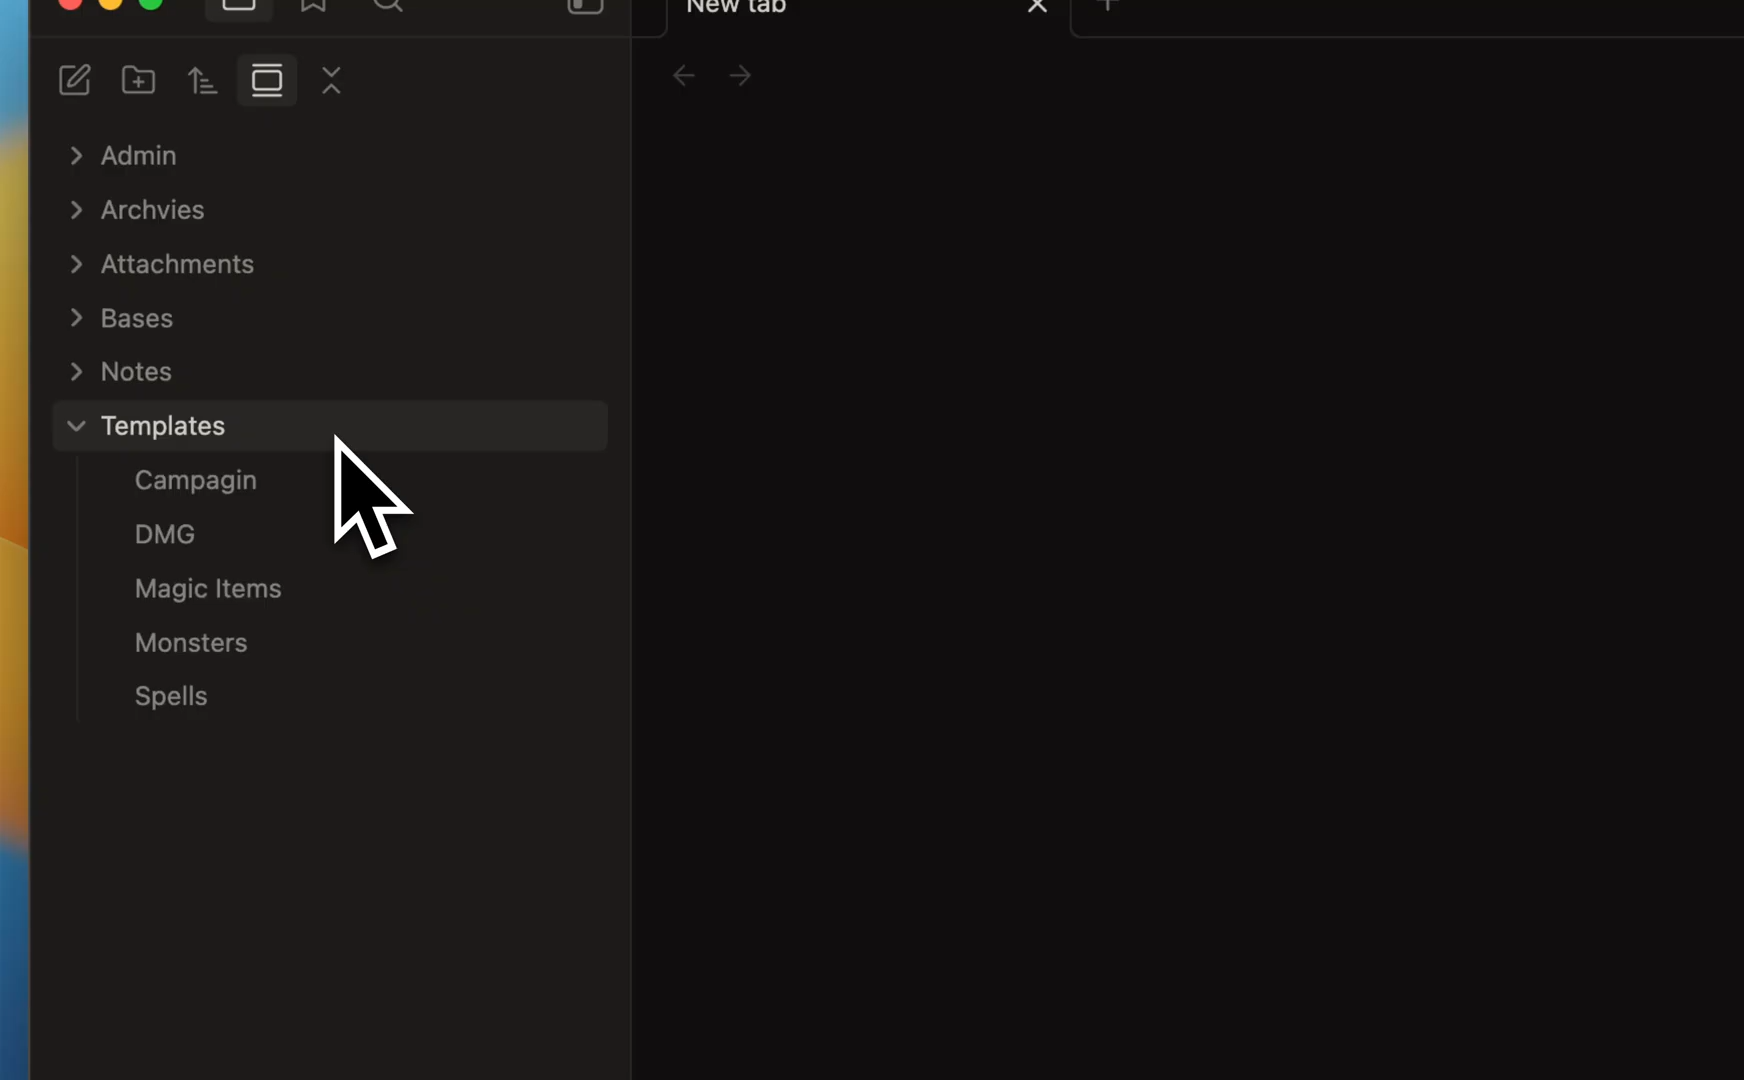 New tab
Admin
Archvies
Attachments
Bases
Notes
Templates
Campagin
DMG
Magic Items
Monsters
Spells